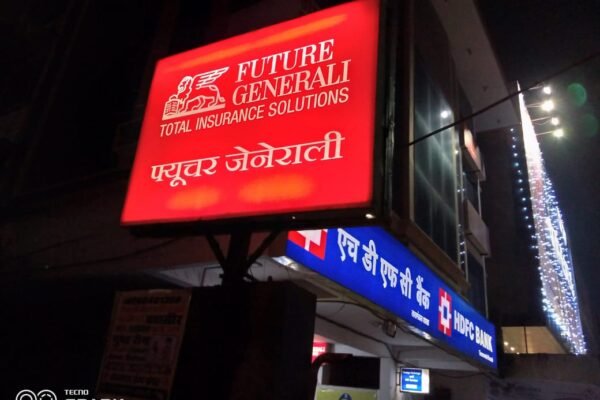 FUTURE
GENERALI
TOTAL INSURANCE SOLUTIONS
फ्यूचर जेनेराली
एच डी एफ सी बैंक
HDFC BANK
TECNO